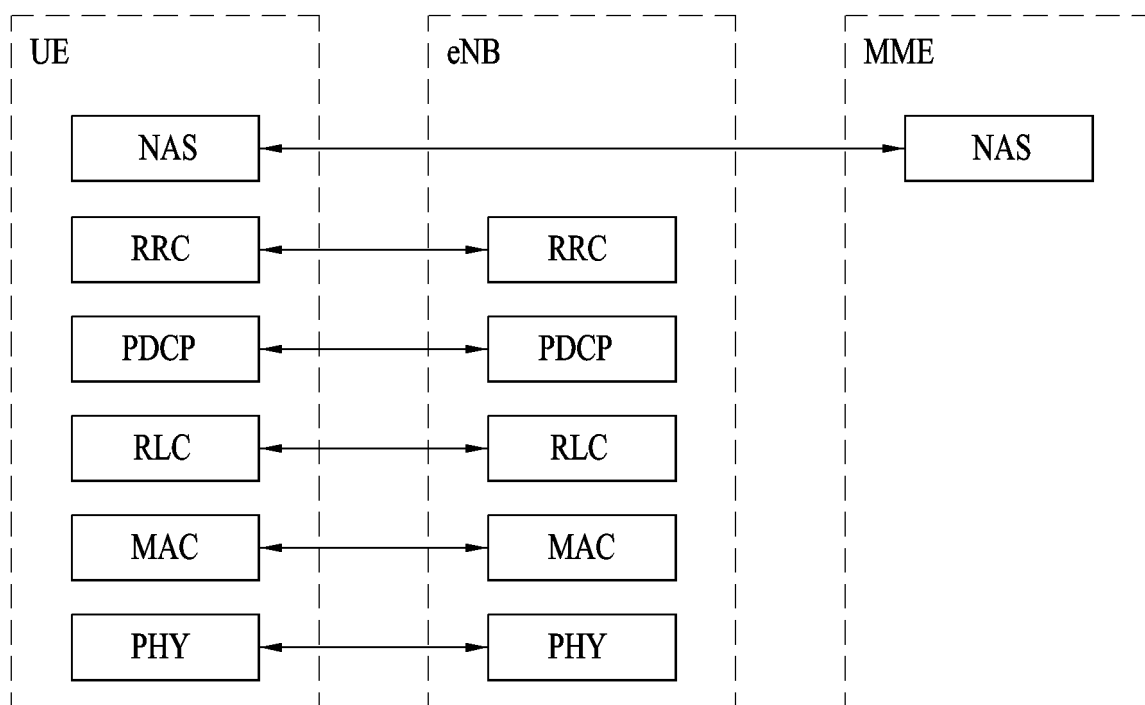 UE eNB MME
NAS NAS
RRC RRC
PDCP PDCP
RLC RLC
MAC MAC
PHY PHY